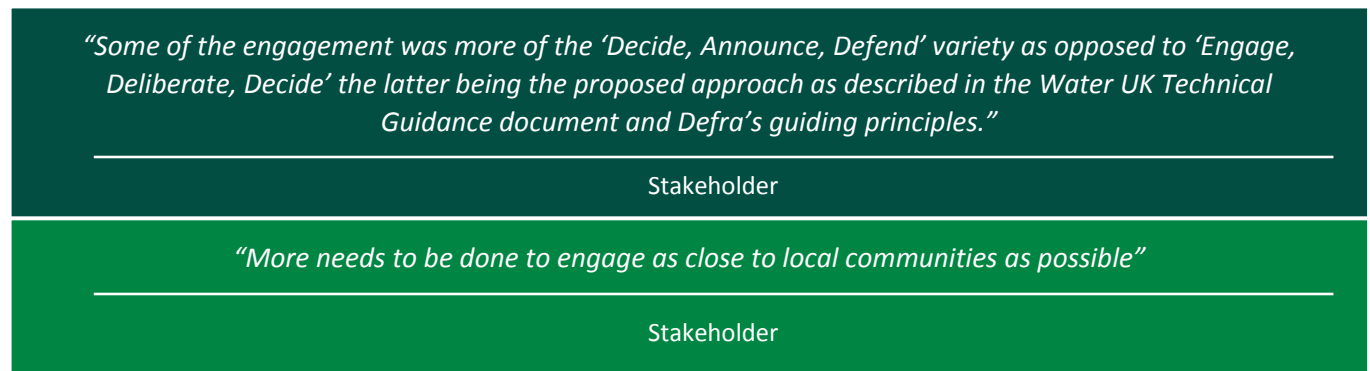 “Some of the engagement was more of the ‘Decide, Announce, Defend’ variety as opposed to ‘Engage,
Deliberate, Decide’ the latter being the proposed approach as described in the Water UK Technical
Guidance document and Defra’s guiding principles.”
Stakeholder
“More needs to be done to engage as close to local communities as possible”
Stakeholder